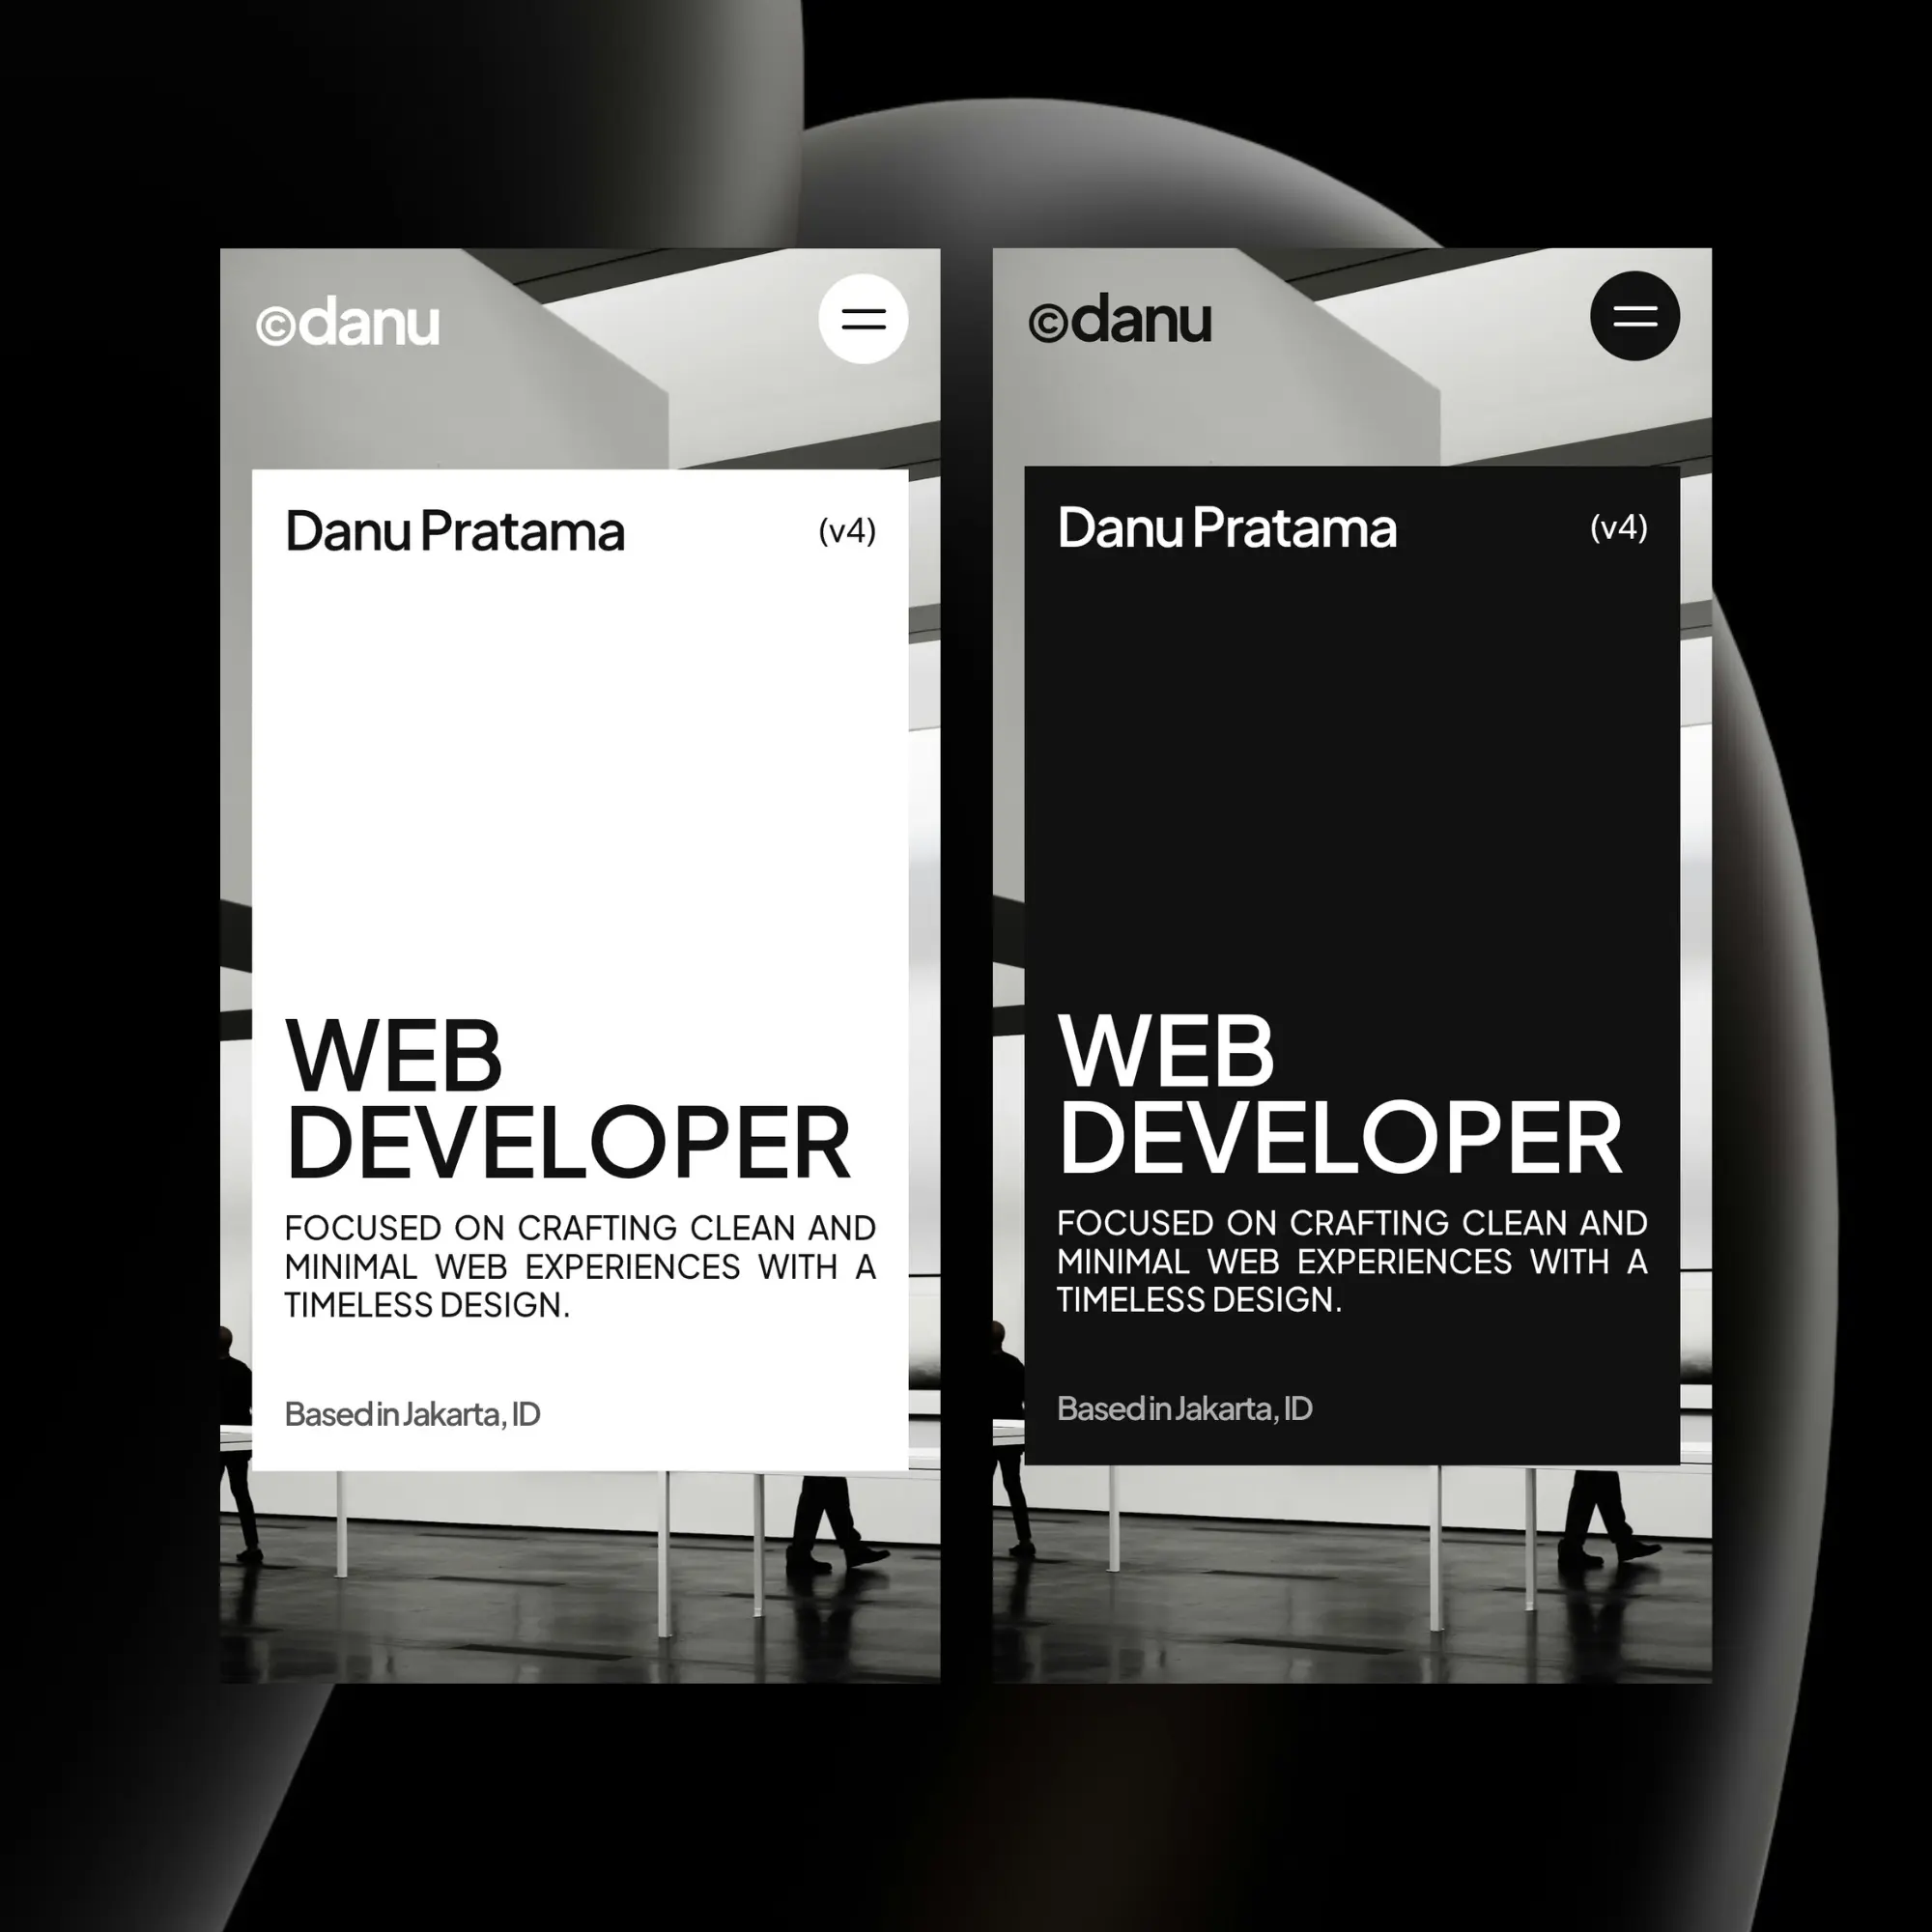 ©danu
Danu Pratama (v4)
WEB
DEVELOPER
FOCUSED ON CRAFTING CLEAN AND
MINIMAL WEB EXPERIENCES WITH A
TIMELESS DESIGN.
Based in Jakarta, ID
©danu
Danu Pratama (v4)
WEB
DEVELOPER
FOCUSED ON CRAFTING CLEAN AND
MINIMAL WEB EXPERIENCES WITH A
TIMELESS DESIGN.
Based in Jakarta, ID